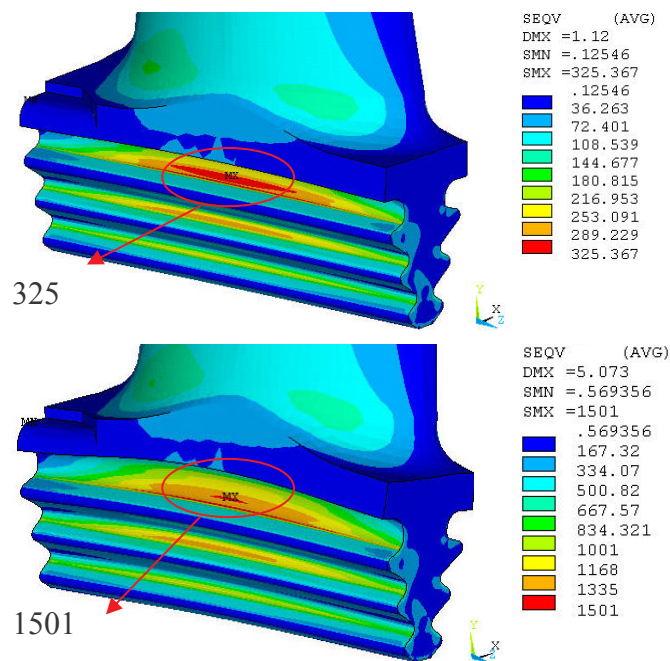 SEQV (AVG)
DMX =1.12
SMN =.12546
SMX =325.367
.12546
36.263
72.401
108.539
144.677
180.815
216.953
253.091
289.229
325.367
MX
325
Y
X
Z
SEQV (AVG)
DMX =5.073
SMN =.569356
SMX =1501
.569356
167.32
334.07
500.82
667.57
834.321
1001
1168
1335
1501
MX
1501
Y
X
Z